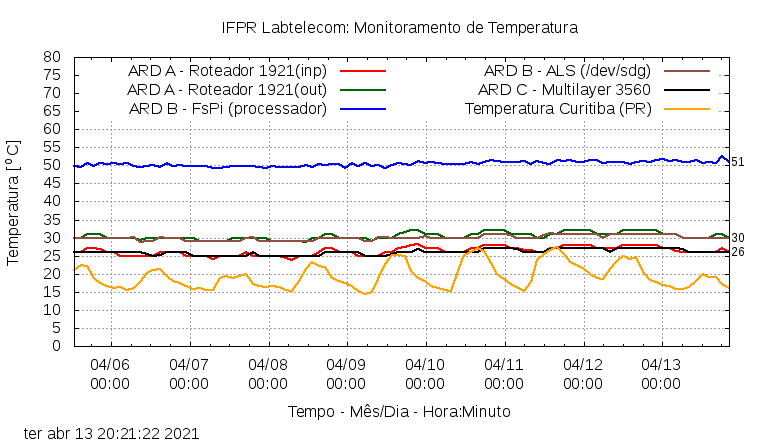 IFPR Labtelecom: Monitoramento de Temperatura
Temperatura [ºC]
80
75
70
65
60
55
50
45
40
35
30
25
20
15
10
5
0
ARD A - Roteador 1921(inp)
ARD A - Roteador 1921(out)
ARD B - FsPi (processador)
ARD B - ALS (/dev/sdg)
ARD C - Multilayer 3560
Temperatura Curitiba (PR)
51
30
26
04/06 04/07 04/08 04/09 04/10 04/11 04/12 04/13
00:00 00:00 00:00 00:00 00:00 00:00 00:00 00:00
Tempo - Mês/Dia - Hora:Minuto
ter abr 13 20:21:22 2021